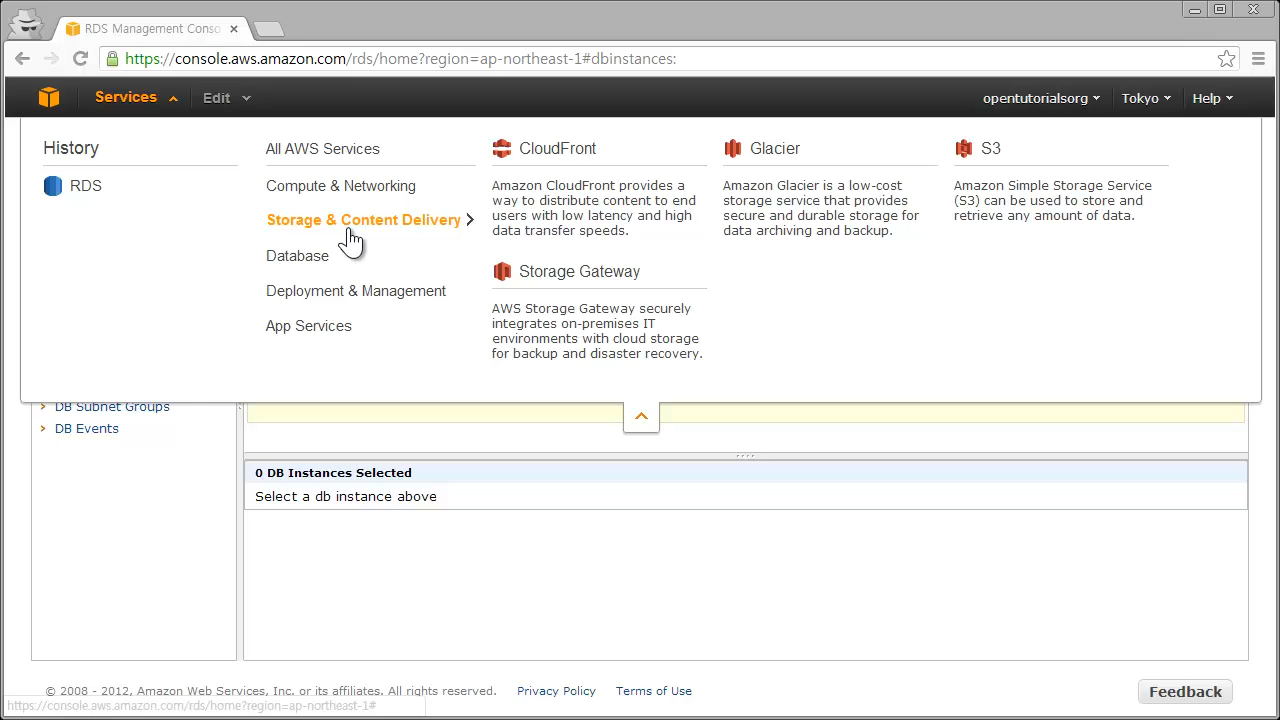 RDS Management Conso
https://console.aws.amazon.com/rds/home?region=ap-northeast-1#dbinstances:
Services
Edit
opentutorialsorg
Tokyo
Help
History
RDS
All AWS Services
Compute & Networking
Storage & Content Delivery
Database
Deployment & Management
App Services
CloudFront
Amazon CloudFront provides a
way to distribute content to end
users with low latency and high
data transfer speeds.
Storage Gateway
AWS Storage Gateway securely
integrates on-premises IT
environments with cloud storage
for backup and disaster recovery.
Glacier
Amazon Glacier is a low-cost
storage service that provides
secure and durable storage for
data archiving and backup.
S3
Amazon Simple Storage Service
(S3) can be used to store and
retrieve any amount of data.
DB Subnet Groups
DB Events
0 DB Instances Selected
Select a db instance above
© 2008 - 2012, Amazon Web Services, Inc. or its affiliates. All rights reserved.
Privacy Policy
Terms of Use
Feedback
https://console.aws.amazon.com/rds/home?region=ap-northeast-1#